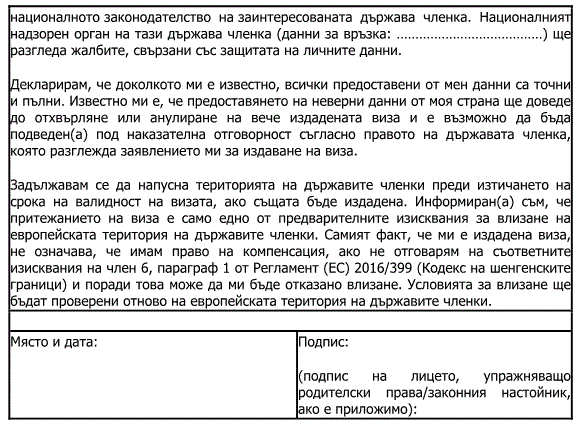 националното законодателство на заинтересованата държава членка. Националният
надзорен орган на тази държава членка (данни за връзка: .......................................) ще
разгледа жалбите, свързани със защитата на личните данни.
Декларирам, че доколкото ми е известно, всички предоставени от мен данни са точни
и пълни. Известно ми е, че предоставянето на неверни данни от моя страна ще доведе
до отхвърляне или анулиране на вече издадената виза и е възможно да бъда
подведен(а) под наказателна отговорност съгласно правото на държавата членка,
която разглежда заявлението ми за издаване на виза.
Задължавам се да напусна територията на държавите членки преди изтичането на
срока на валидност на визата, ако същата бъде издадена. Информиран(а) съм, че
притежанието на виза е само едно от предварителните изисквания за влизане на
европейската територия на държавите членки. Самият факт, че ми е издадена виза,
не означава, че имам право на компенсация, ако не отговарям на съответните
изисквания на член 6, параграф 1 от Регламент (ЕС) 2016/399 (Кодекс на шенгенските
граници) и поради това може да ми бъде отказано влизане. Условията за влизане ще
бъдат проверени отново на европейската територия на държавите членки.
Място и дата:
Подпис:
(подпис на лицето, упражняващо
родителски права/законния настойник,
ако е приложимо):